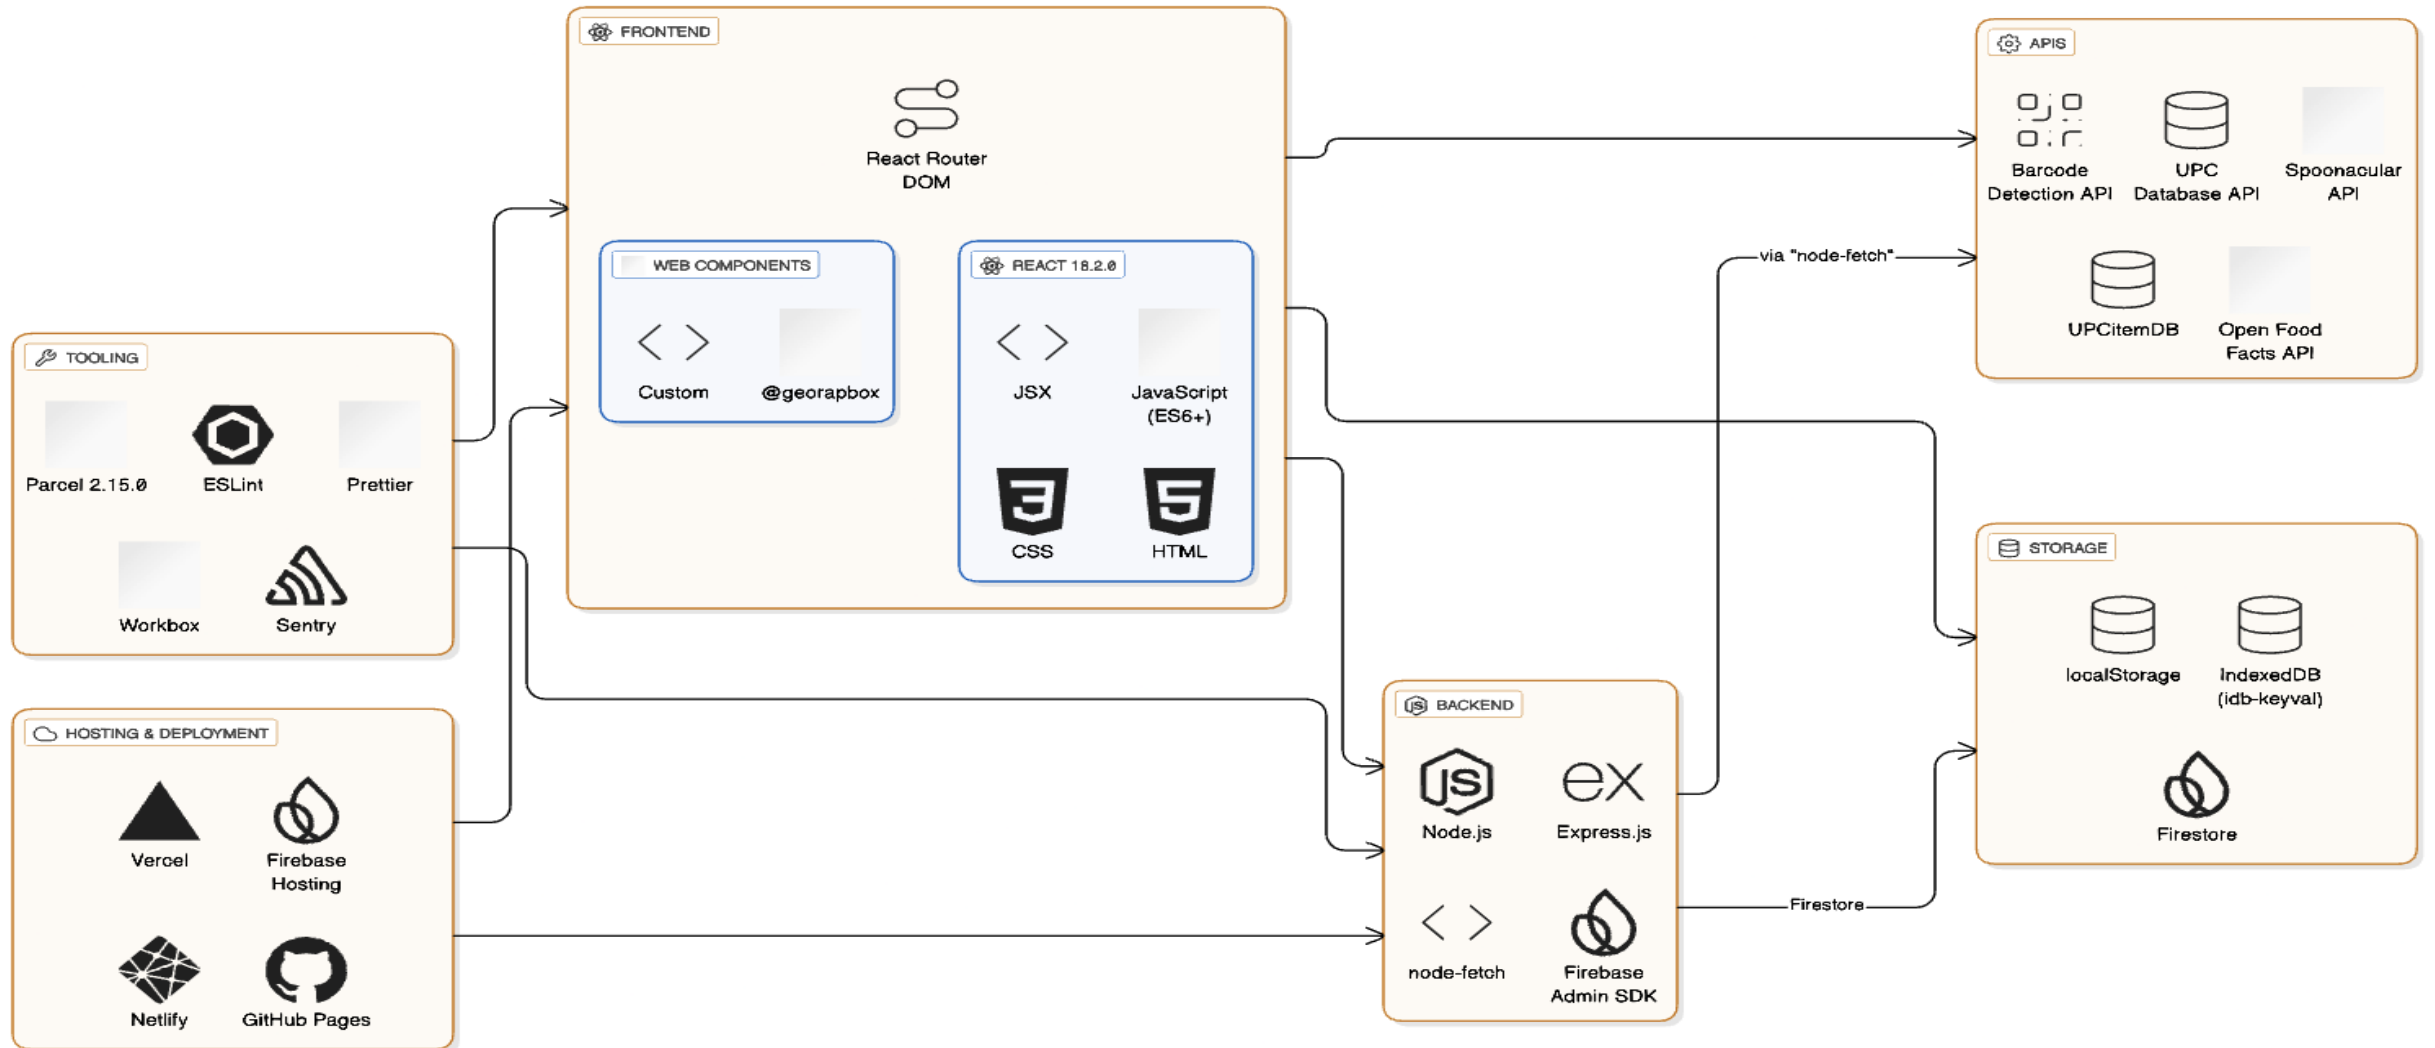 FRONTEND
React Router
DOM
WEB COMPONENTS
Custom
@georapbox
REACT 18.2.0
JSX
JavaScript
(ES6+)
CSS
HTML
APIS
Barcode
Detection API
UPC
Database API
Spoonacular
API
UPCitemDB
Open Food
Facts API
via "node-fetch"
TOOLING
Parcel 2.15.0
ESLint
Prettier
Workbox
Sentry
HOSTING & DEPLOYMENT
Vercel
Firebase
Hosting
Netlify
GitHub Pages
BACKEND
JS
Node.js
ex
Express.js
node-fetch
Firebase
Admin SDK
Firestore
STORAGE
localStorage
IndexedDB
(idb-keyval)
Firestore